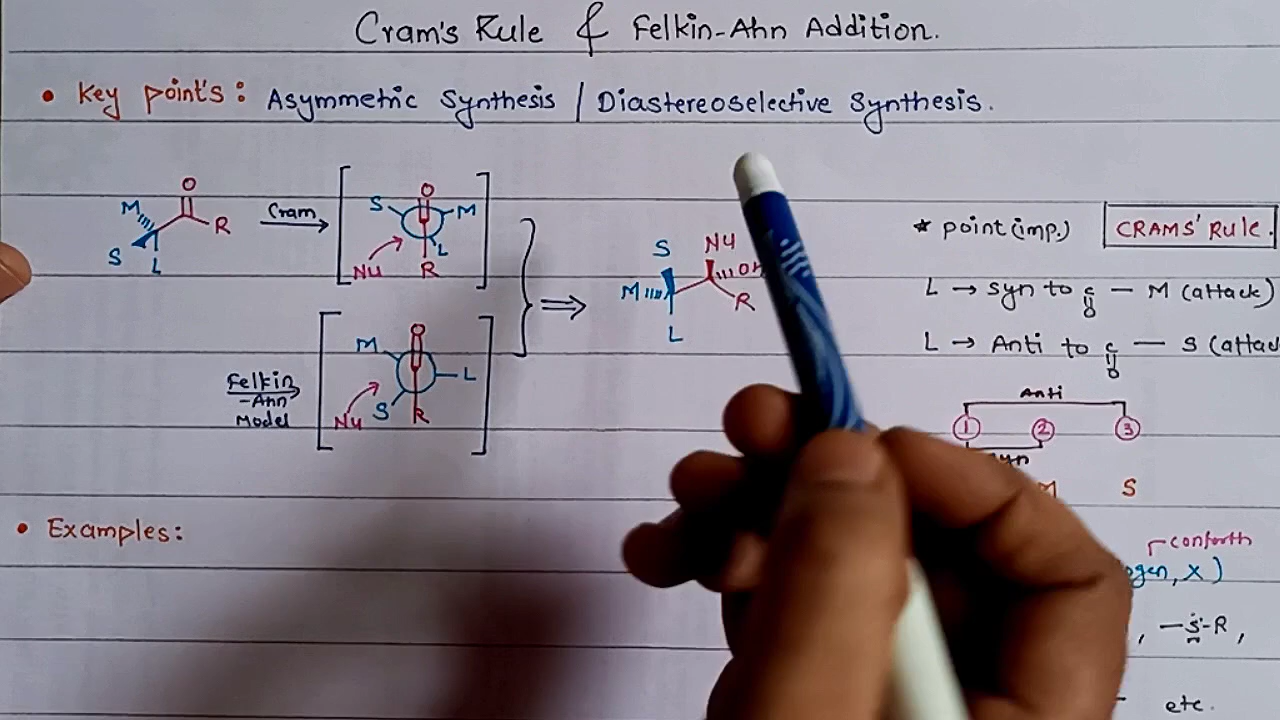 Cram's Rule & Felkin-Ahn Addition.
• Key point's: Asymmetric Synthesis / Diastereoselective Synthesis.
O
M
R
S
L
Cram
S
O
M
L
Nu
R
Felkin
-Ahn
Model
M
O
L
S
Nu
R
S
Nu
M
R
L
* point (imp.)
CRAMS' RULE.
L → syn to C=O — M (attack)
L → Anti to C=O — S
Anti
1 2 3
S
• Examples:
conforth
X)
, —S-R,
etc.